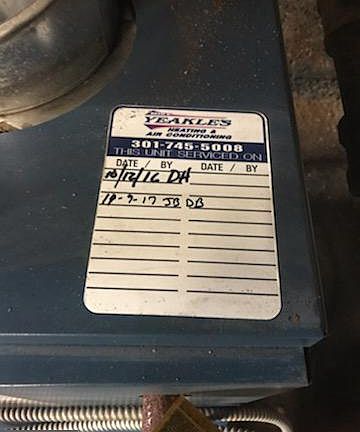 YEAKLE'S
HEATING &
AIR CONDITIONING
301-745-5008
THIS UNIT SERVICED ON
DATE / BY DATE / BY
10/12/16 DH
10-9-17 JB DB